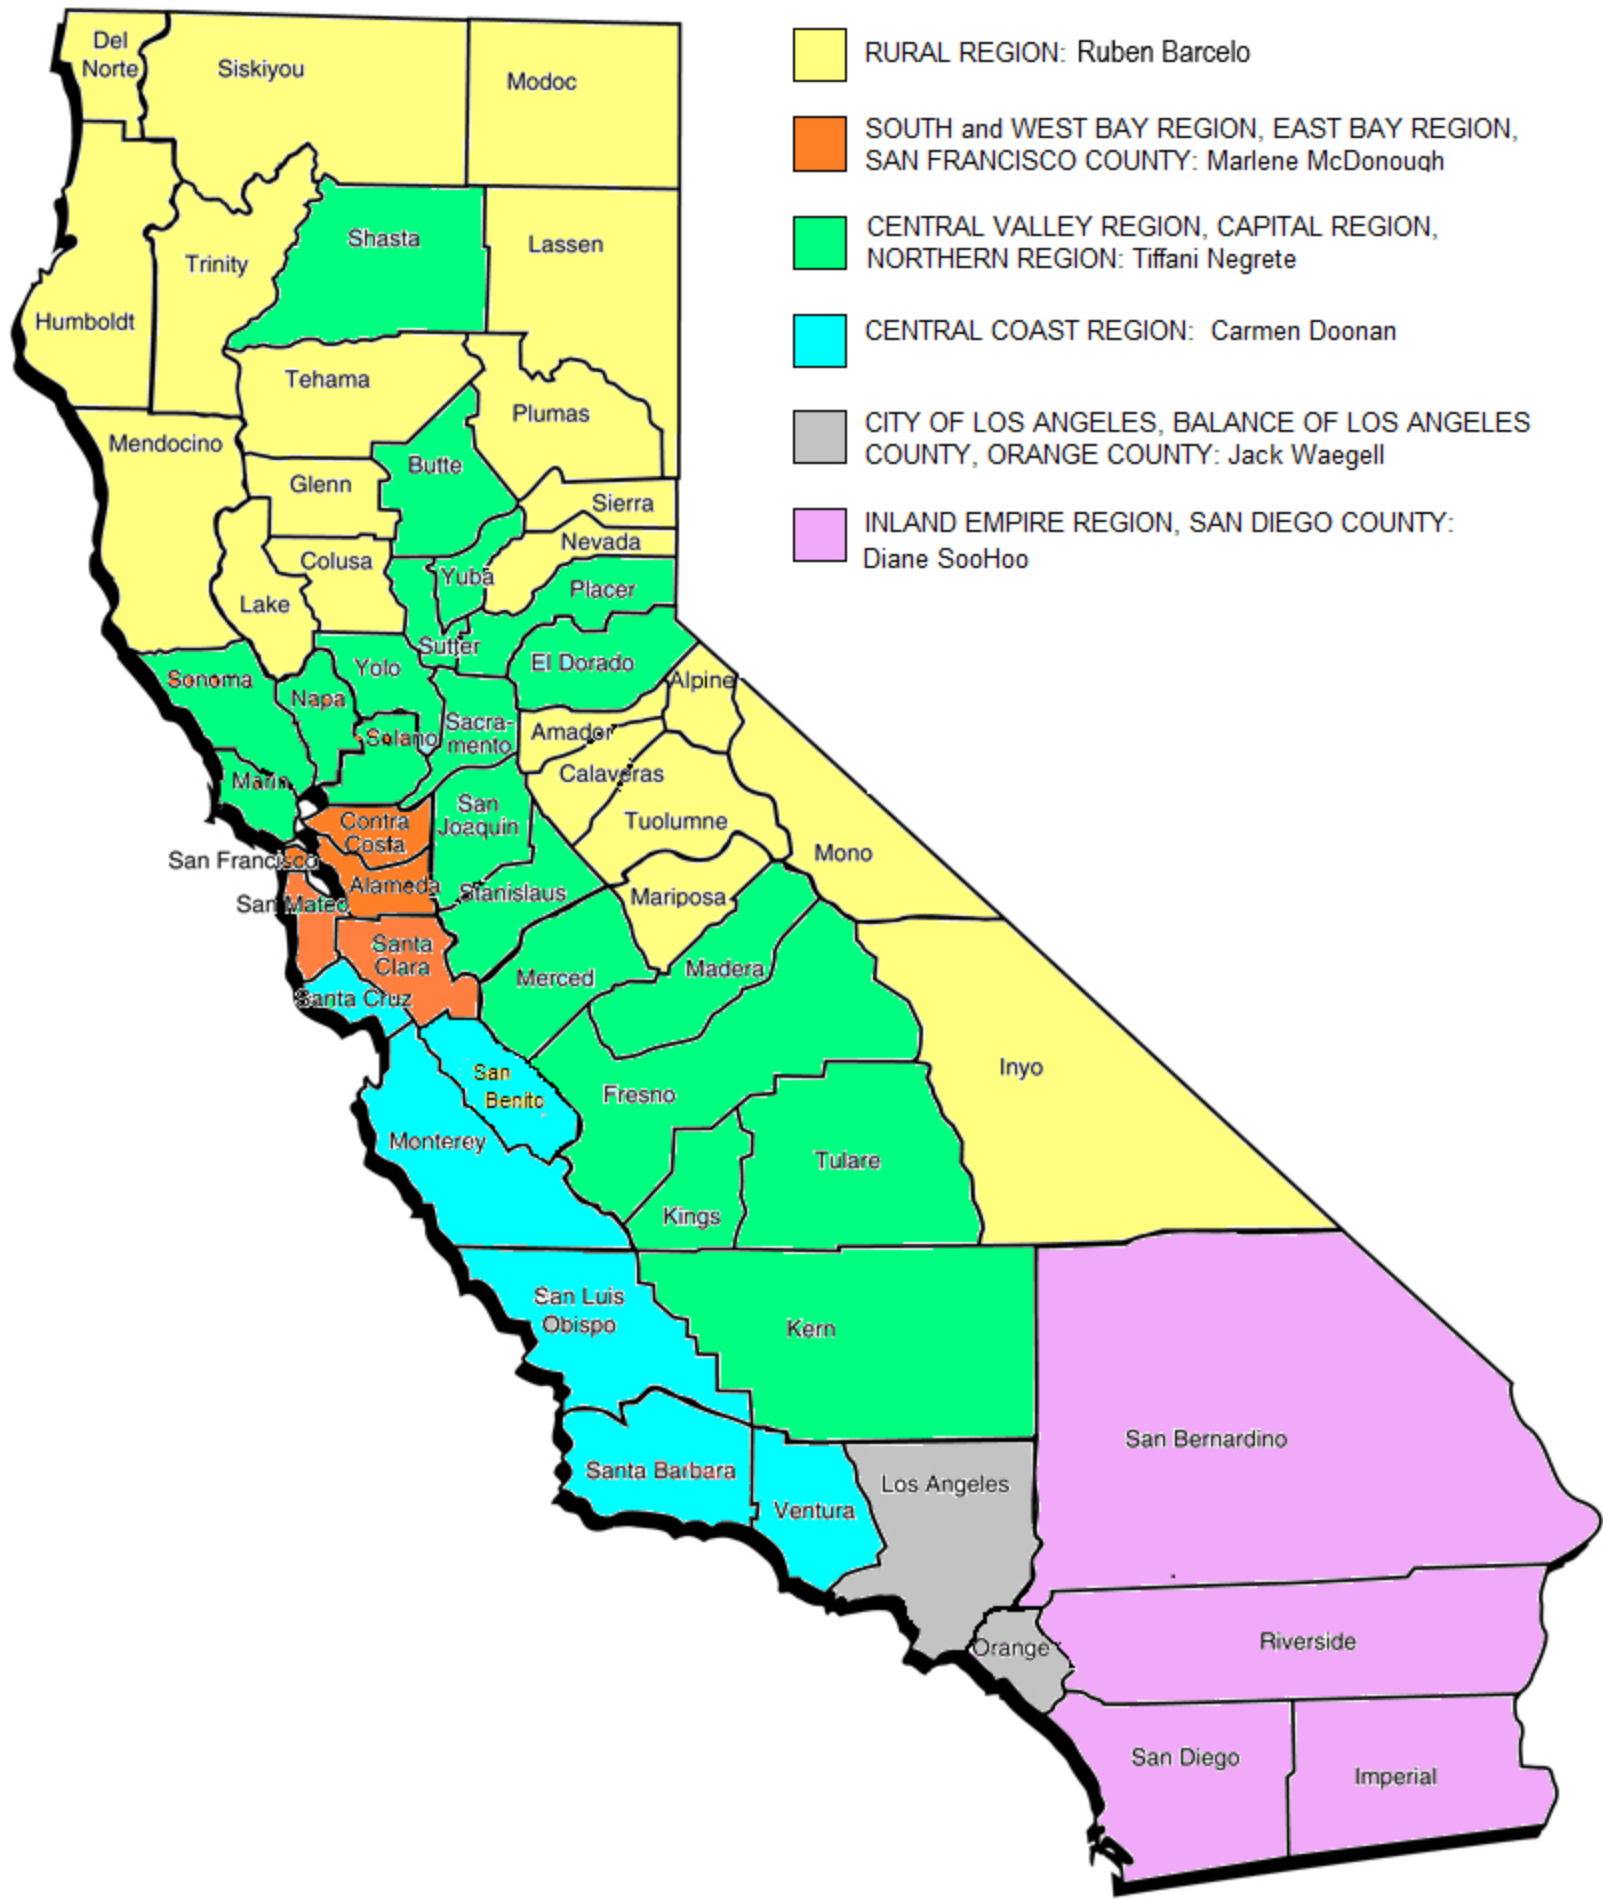 Del
Norte
Siskiyou
Modoc
RURAL REGION: Ruben Barcelo
SOUTH and WEST BAY REGION, EAST BAY REGION,
SAN FRANCISCO COUNTY: Marlene McDonough
CENTRAL VALLEY REGION, CAPITAL REGION,
NORTHERN REGION: Tiffani Negrete
CENTRAL COAST REGION: Carmen Doonan
CITY OF LOS ANGELES, BALANCE OF LOS ANGELES
COUNTY, ORANGE COUNTY: Jack Waegell
INLAND EMPIRE REGION, SAN DIEGO COUNTY:
Diane SooHoo
Shasta
Lassen
Trinity
Humboldt
Tehama
Plumas
Mendocino
Butte
Glenn
Sierra
Nevada
Colusa
Yuba
Placer
Lake
Sutter
El Dorado
Yolo
Sonoma
Napa
Alpine
Sacra-
mento
Solano
Amador
Calaveras
Marin
San
Joaquin
Contra
Costa
Tuolumne
Mono
San Francisco
Alameda
Stanislaus
Mariposa
San Mateo
Santa
Clara
Merced
Madera
Santa Cruz
Inyo
San
Benito
Fresno
Monterey
Tulare
Kings
San Luis
Obispo
Kern
San Bernardino
Santa Barbara
Los Angeles
Ventura
Orange
Riverside
San Diego
Imperial